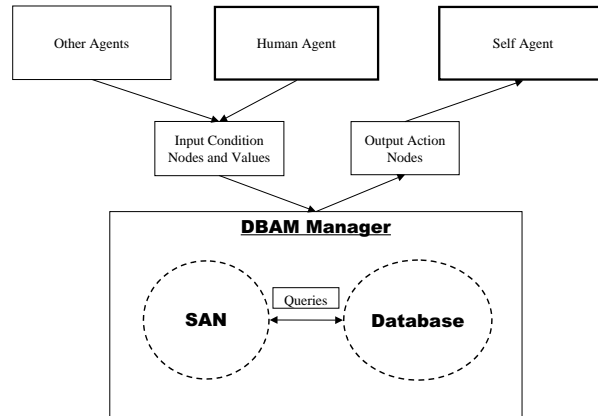 Other Agents
Human Agent
Self Agent
Input Condition
Nodes and Values
Output Action
Nodes
DBAM Manager
Queries
SAN
Database